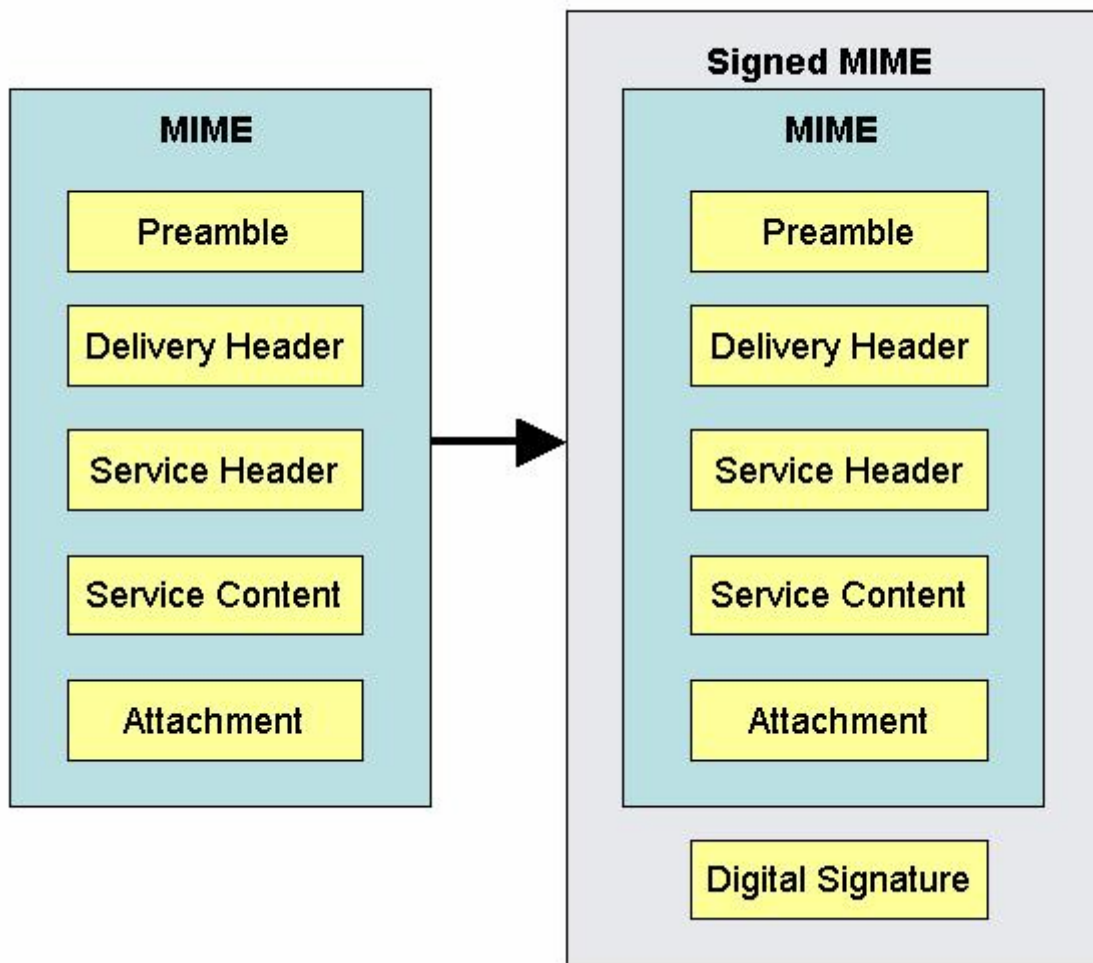 MIME
Preamble
Delivery Header
Service Header
Service Content
Attachment
Signed MIME
MIME
Preamble
Delivery Header
Service Header
Service Content
Attachment
Digital Signature